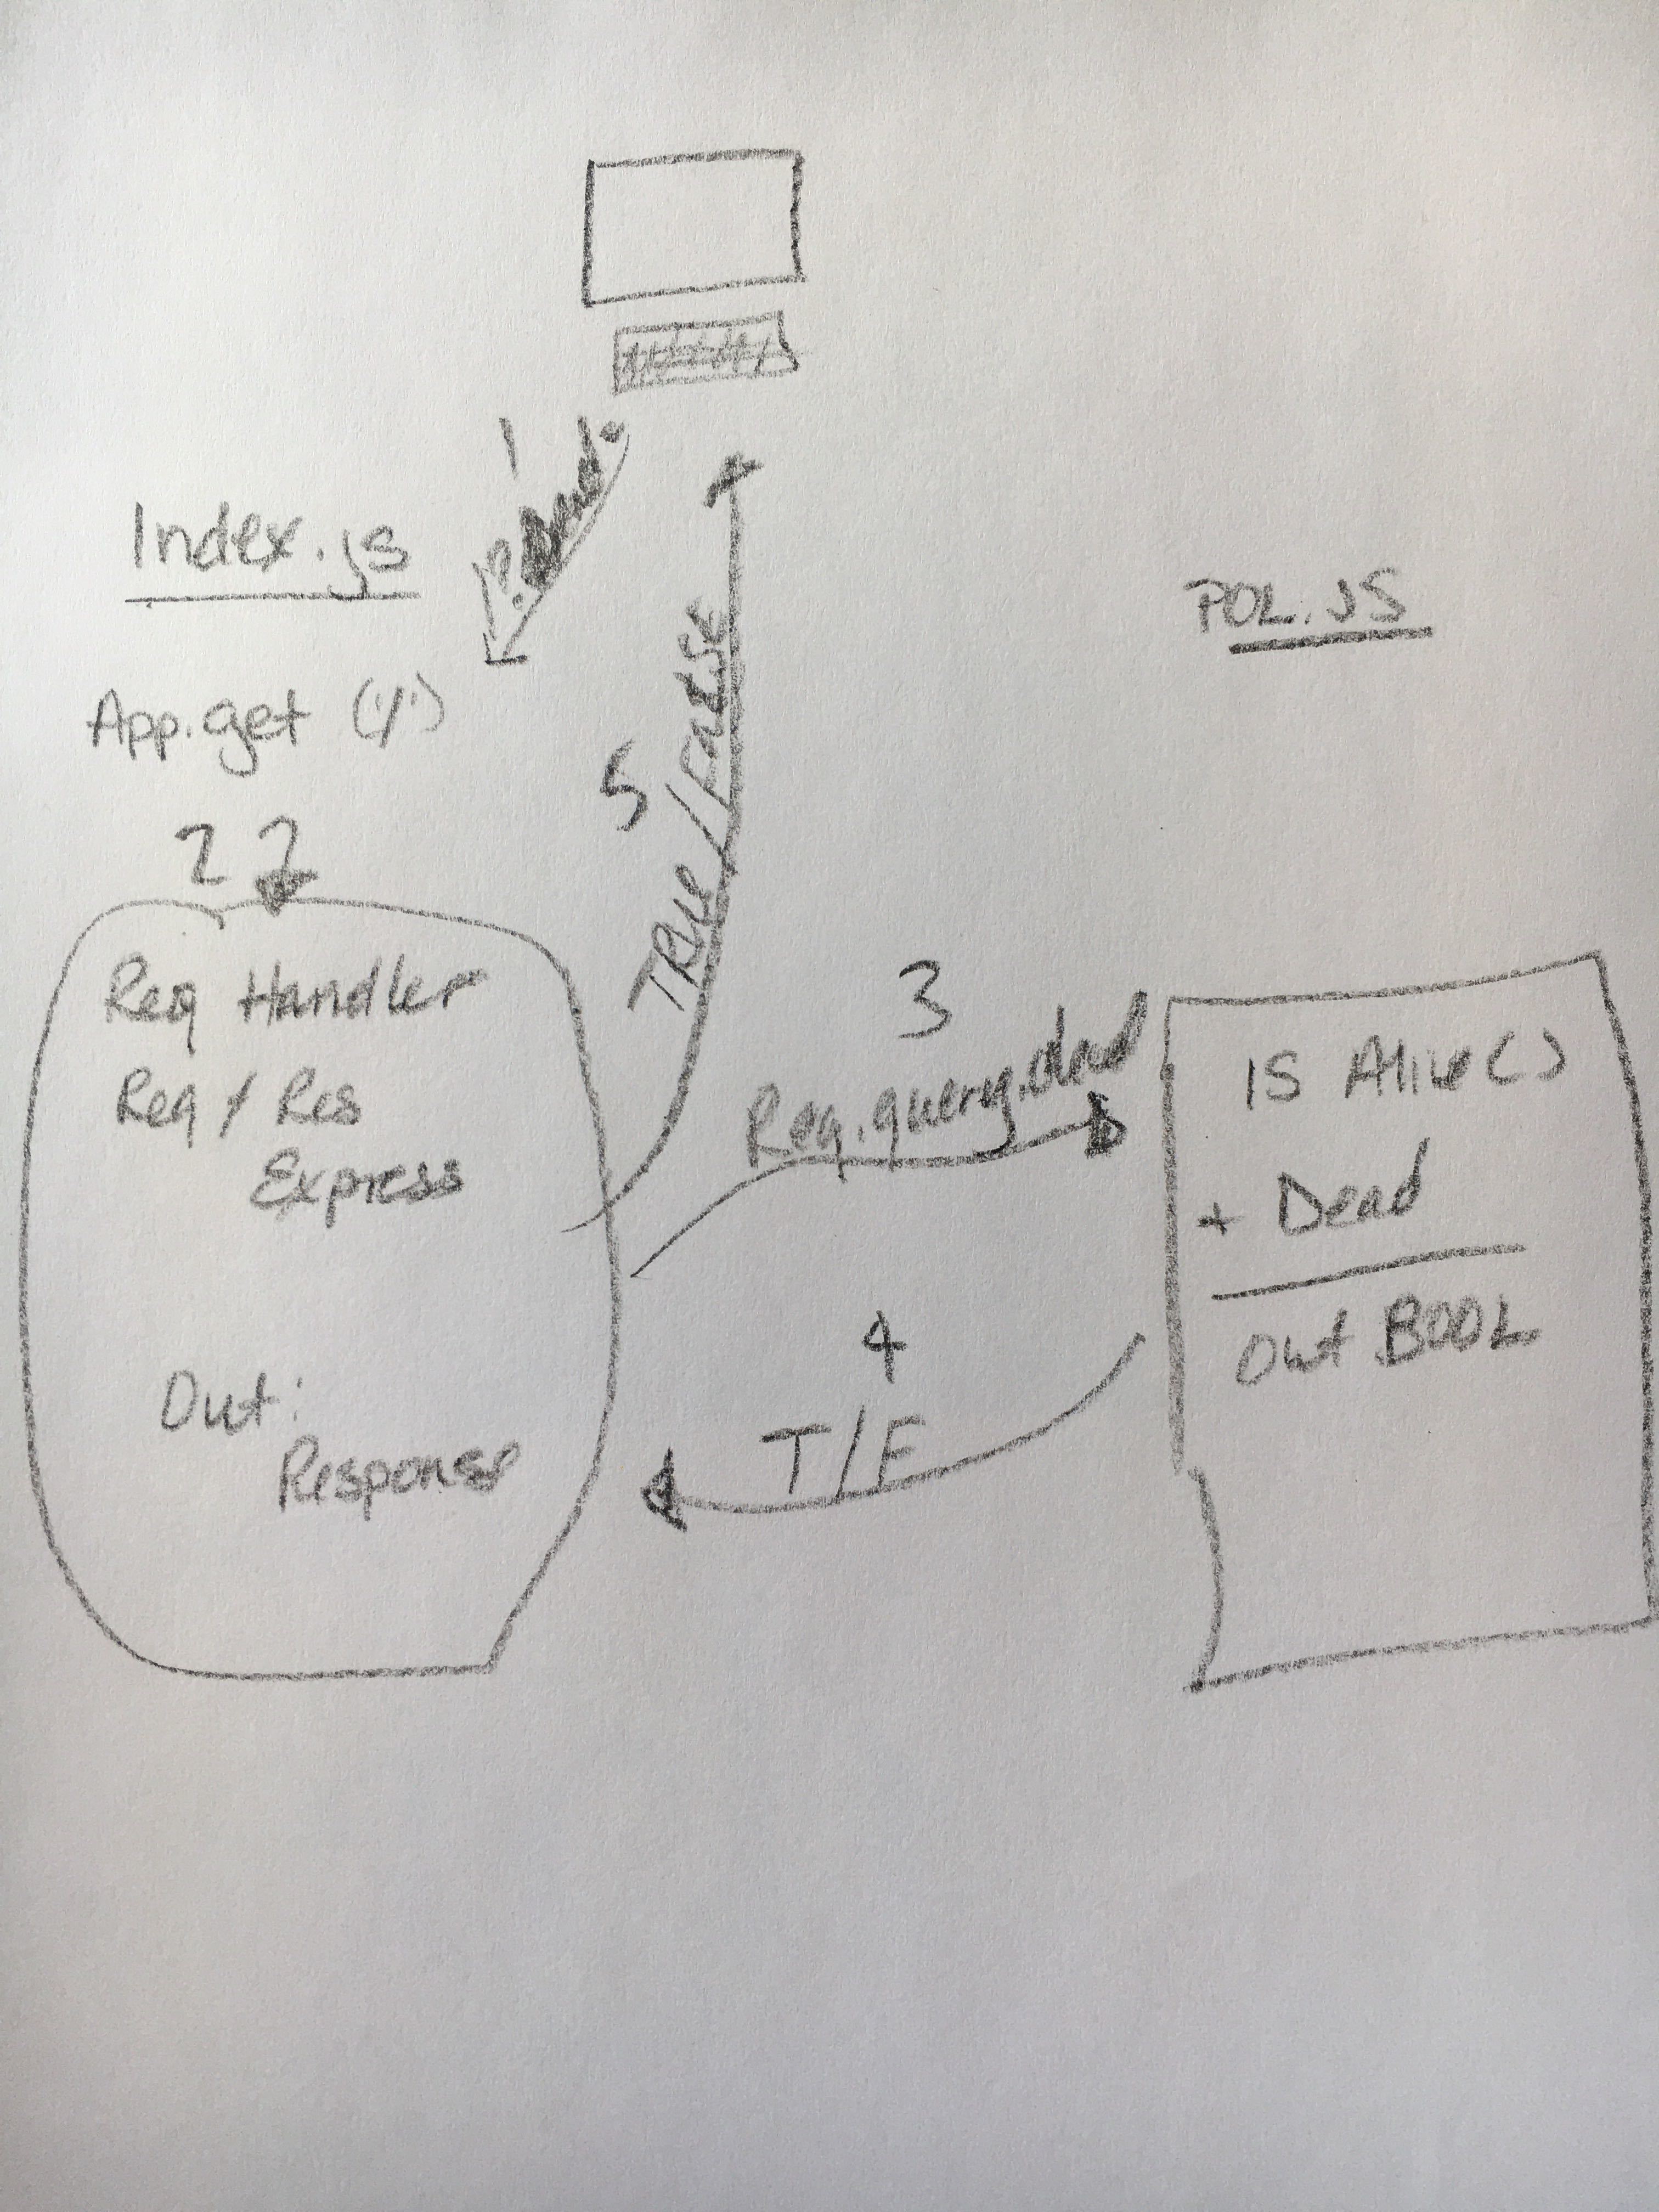 1
?Dead=
Index.js
POL.JS
App.get ('/')
5
TRUE/FALSE
2
Req Handler
Req + Res
Express
Out:
Response
3
Req.query.dead
4
T/F
IS Alive()
+ Dead
Out BOOL